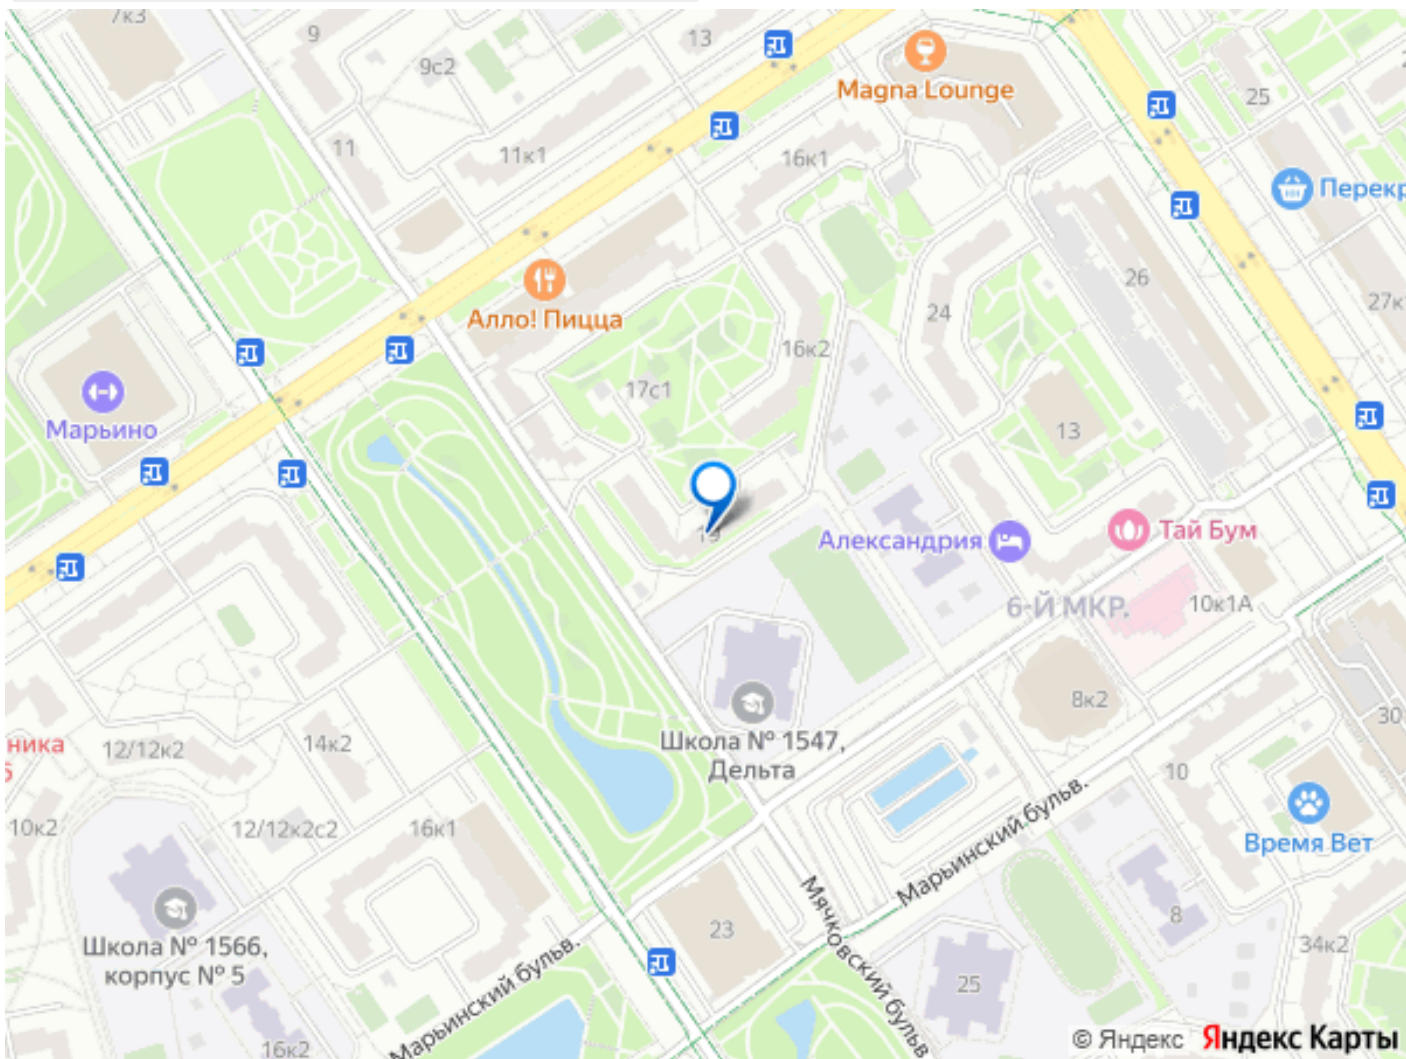 7к3
9
13
9с2
Magna Lounge
25
11
11к1
16к1
26
27к
24
Алло! Пицца
16к2
17с1
Марьино
13
19
Александрия
Тай Бум
6-Й МКР.
10к1А
8к2
30
ника
12/12к2
14к2
Школа № 1547,
Дельта
10
10к2
12/12к2с2
16к1
Время Вет
Марьинский бульв.
Мячковский бульв
8
Школа № 1566,
корпус № 5
23
34к2
25
Марьинский бульв.
16к2
© Яндекс Яндекс Карты